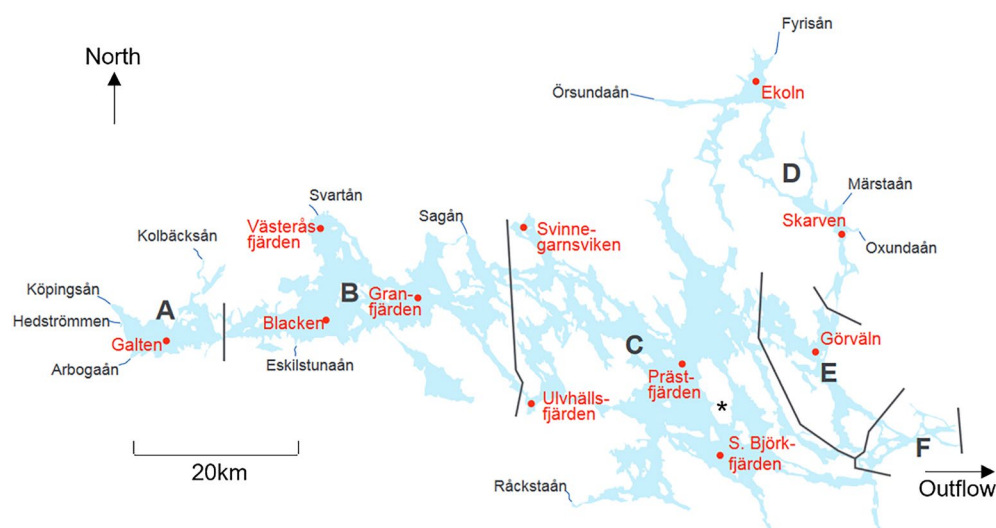 Fyrisån
North
Ekoln
Örsundaån
D
Märstaån
Svartån
Skarven
Sagån
Västerås
fjärden
Svinne-
garnsviken
Kolbäcksån
Oxundaån
Köpingsån
A
B
Gran-
fjärden
Hedströmmen
Blacken
Galten
C
Görväln
Arbogaån
Eskilstunaån
Präst-
fjärden
E
Ulvhälls-
fjärden
*
S. Björk-
fjärden
F
20km
Råckstaån
Outflow